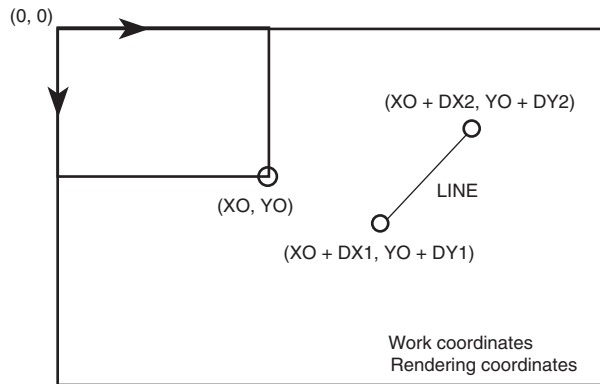 (0, 0)
(XO + DX2, YO + DY2)
LINE
(XO, YO)
(XO + DX1, YO + DY1)
Work coordinates
Rendering coordinates